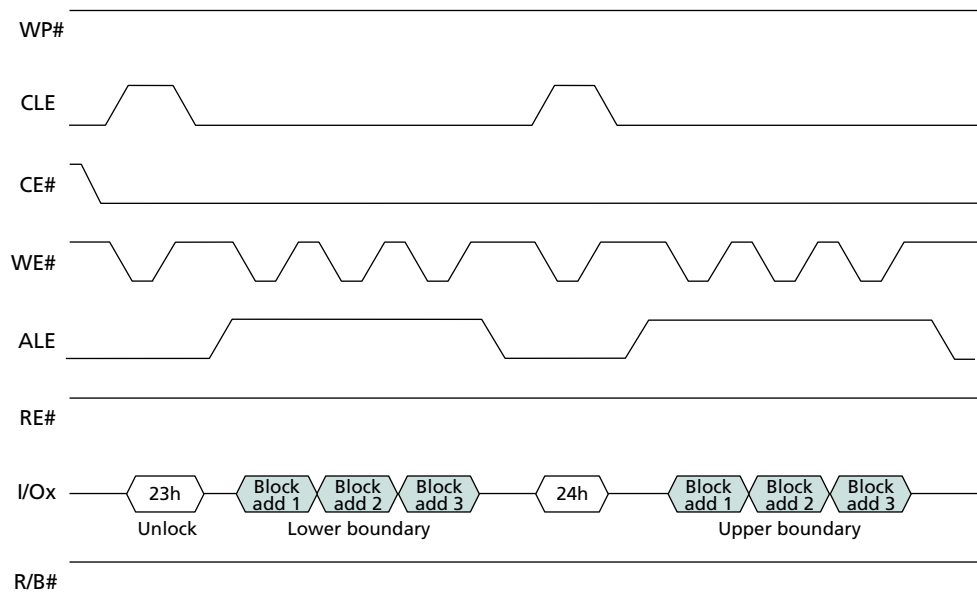 WP#
CLE
CE#
WE#
ALE
RE#
I/Ox
23h
Block add 1
Block add 2
Block add 3
24h
Block add 1
Block add 2
Block add 3
Unlock
Lower boundary
Upper boundary
R/B#